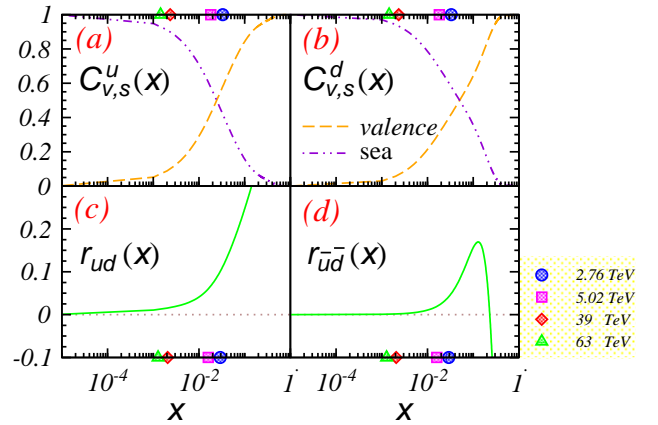 1
0.8
0.6
0.4
0.2
0
(a)
C^u_{v,s}(x)
(b)
C^d_{v,s}(x)
valence
sea
0.2
0.1
0
-0.1
(c)
r_{ud}(x)
(d)
r_{ūd̄}(x)
10^{-4}
10^{-2}
1
10^{-4}
10^{-2}
1
x
x
2.76 TeV
5.02 TeV
39 TeV
63 TeV